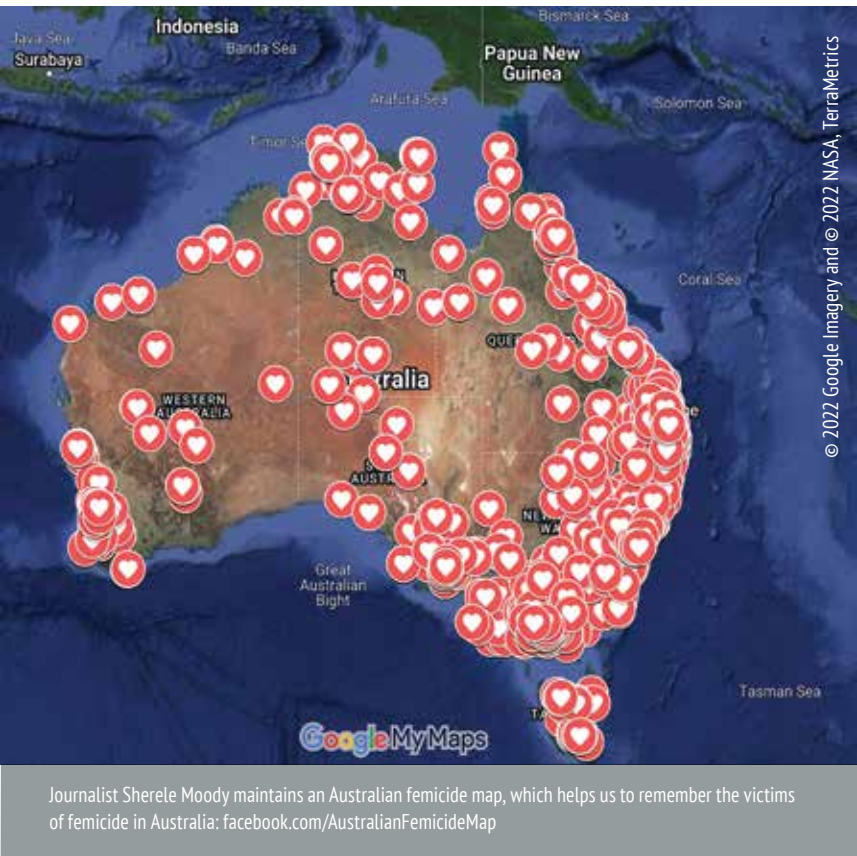 Indonesia
Bismarck Sea
Java Sea
Banda Sea
Surabaya
Papua New
Guinea
Arafura Sea
Solomon Sea
Coral Sea
WESTERN
AUSTRALIA
Great
Australian
Bight
Tasman Sea
Google My Maps
© 2022 Google Imagery and © 2022 NASA, TerraMetrics
Journalist Sherele Moody maintains an Australian femicide map, which helps us to remember the victims
of femicide in Australia: facebook.com/AustralianFemicideMap